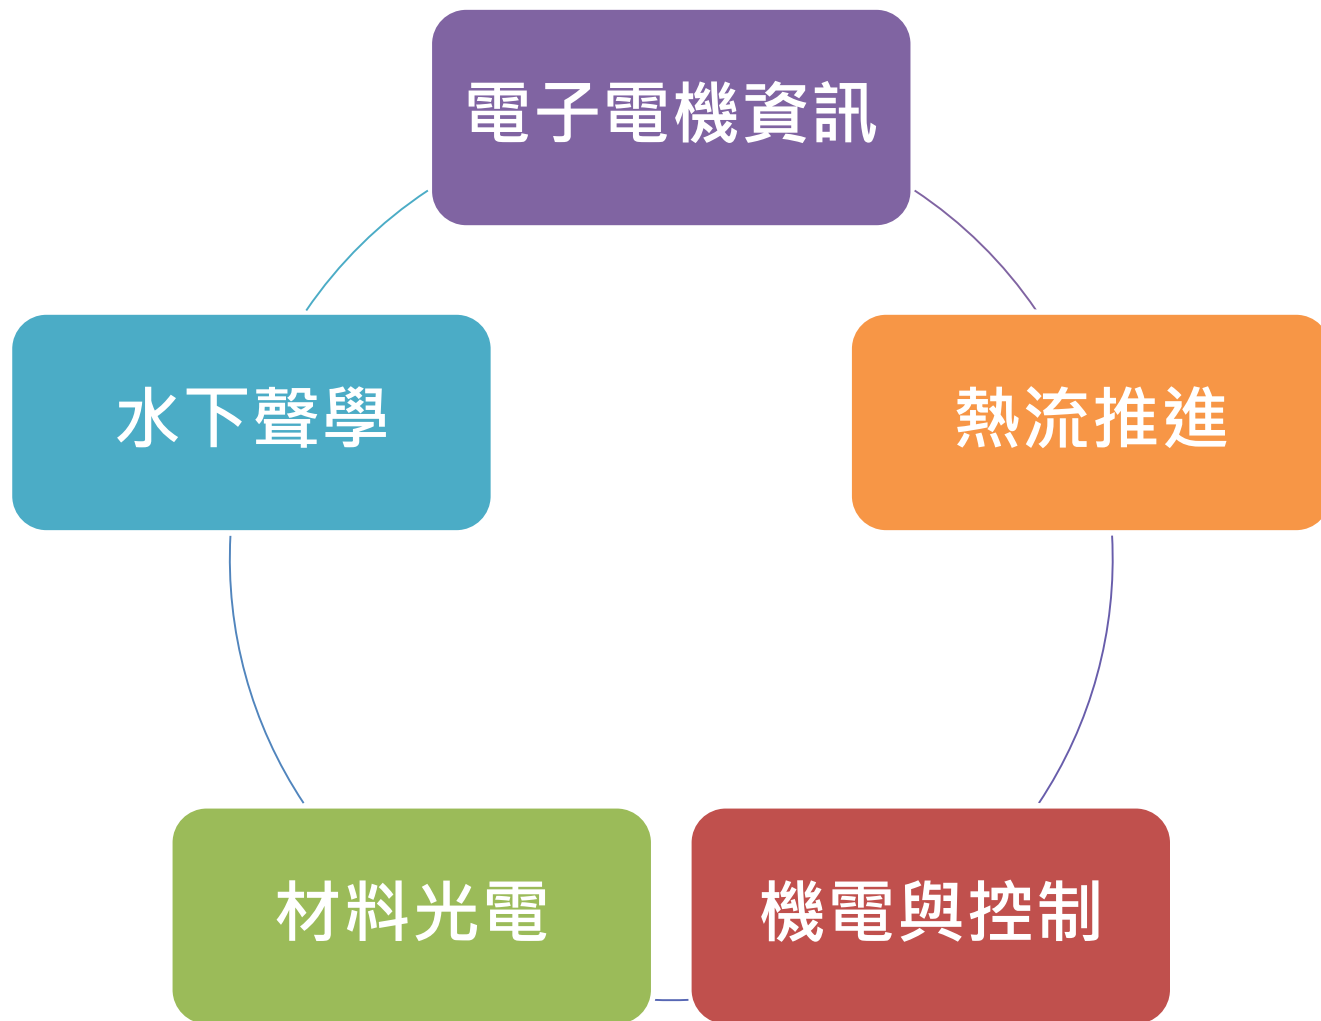 電子電機資訊
水下聲學
熱流推進
材料光電
機電與控制